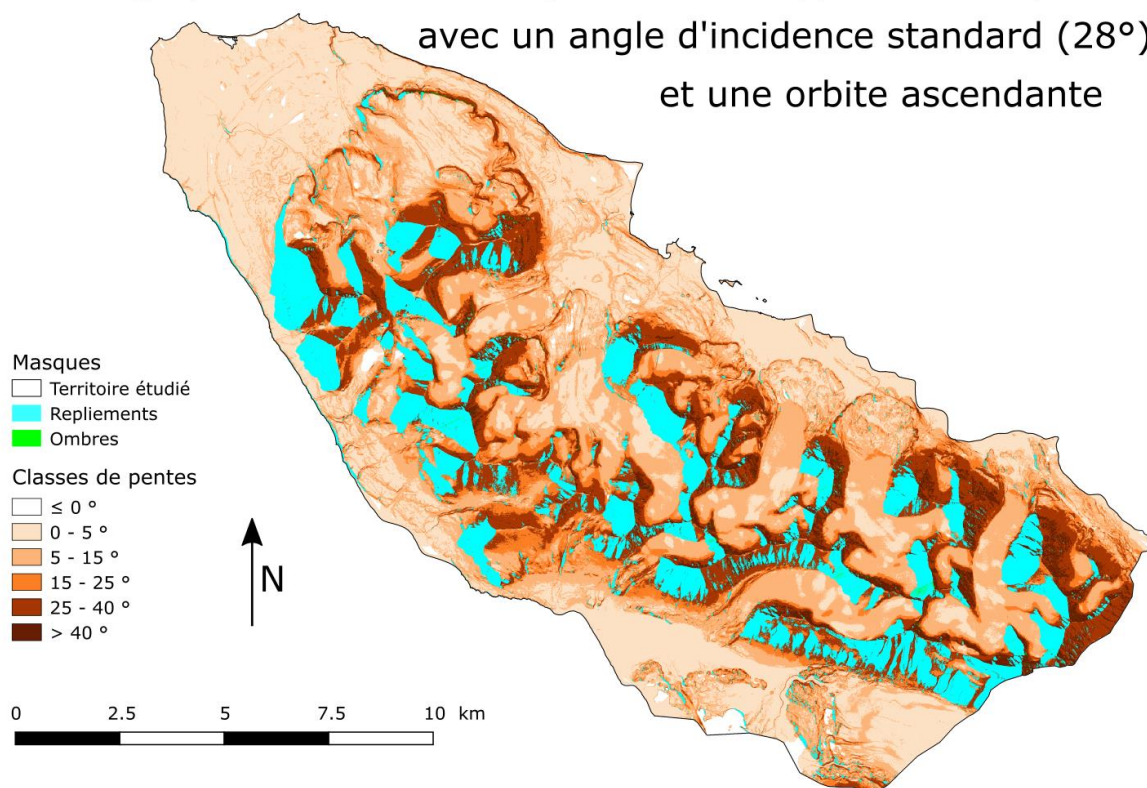 avec un angle d'incidence standard (28°)
et une orbite ascendante
Masques
Territoire étudié
Repliements
Ombres
Classes de pentes
≤ 0 °
0 - 5 °
5 - 15 °
15 - 25 °
25 - 40 °
> 40 °
N
0 2.5 5 7.5 10 km